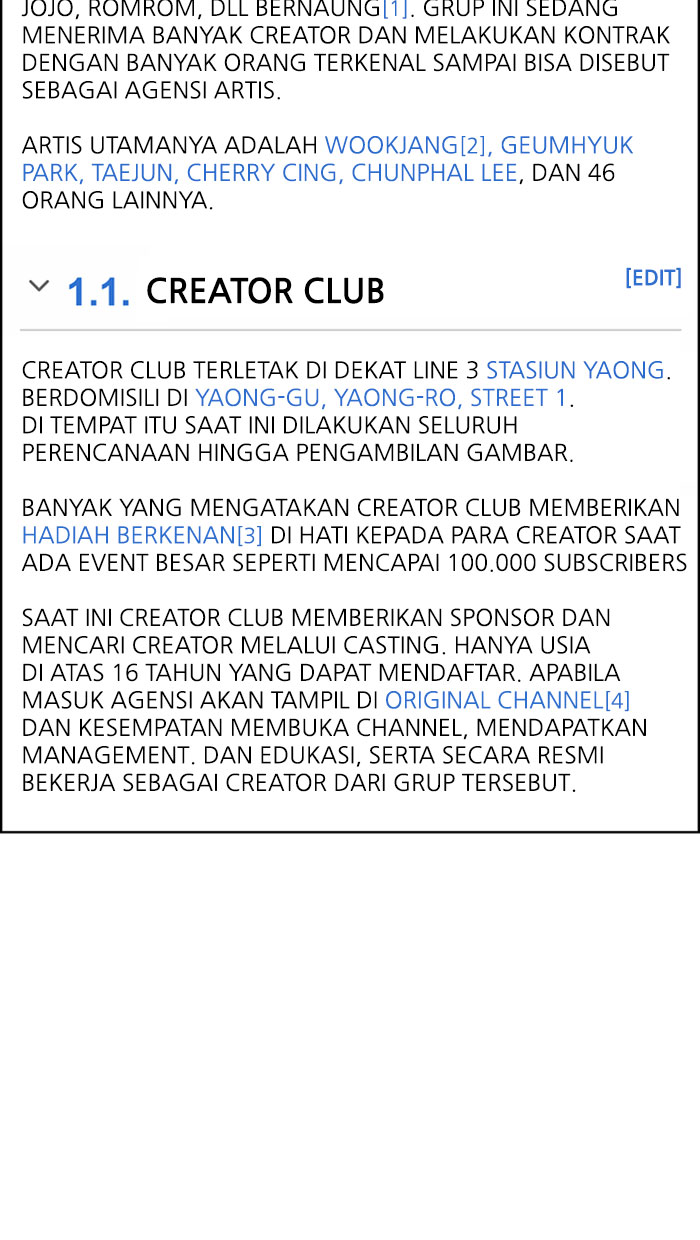 JOJO, ROMROM, DLL BERNAUNG[1]. GRUP INI SEDANG
MENERIMA BANYAK CREATOR DAN MELAKUKAN KONTRAK
DENGAN BANYAK ORANG TERKENAL SAMPAI BISA DISEBUT
SEBAGAI AGENSI ARTIS.
ARTIS UTAMANYA ADALAH WOOKJANG[2], GEUMHYUK
PARK, TAEJUN, CHERRY CING, CHUNPHAL LEE, DAN 46
ORANG LAINNYA.
1.1. CREATOR CLUB [EDIT]
CREATOR CLUB TERLETAK DI DEKAT LINE 3 STASIUN YAONG.
BERDOMISILI DI YAONG-GU, YAONG-RO, STREET 1.
DI TEMPAT ITU SAAT INI DILAKUKAN SELURUH
PERENCANAAN HINGGA PENGAMBILAN GAMBAR.
BANYAK YANG MENGATAKAN CREATOR CLUB MEMBERIKAN
HADIAH BERKENAN[3] DI HATI KEPADA PARA CREATOR SAAT
ADA EVENT BESAR SEPERTI MENCAPAI 100.000 SUBSCRIBERS
SAAT INI CREATOR CLUB MEMBERIKAN SPONSOR DAN
MENCARI CREATOR MELALUI CASTING. HANYA USIA
DI ATAS 16 TAHUN YANG DAPAT MENDAFTAR. APABILA
MASUK AGENSI AKAN TAMPIL DI ORIGINAL CHANNEL[4]
DAN KESEMPATAN MEMBUKA CHANNEL, MENDAPATKAN
MANAGEMENT. DAN EDUKASI, SERTA SECARA RESMI
BEKERJA SEBAGAI CREATOR DARI GRUP TERSEBUT.